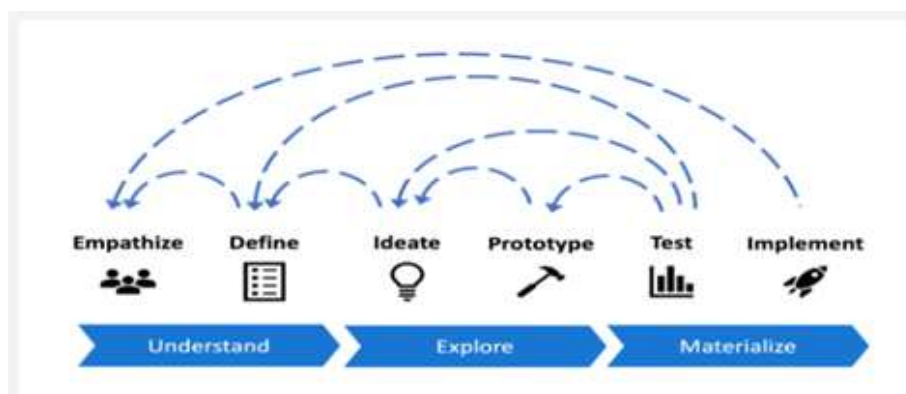 Empathize Define Ideate Prototype Test Implement
Understand Explore Materialize